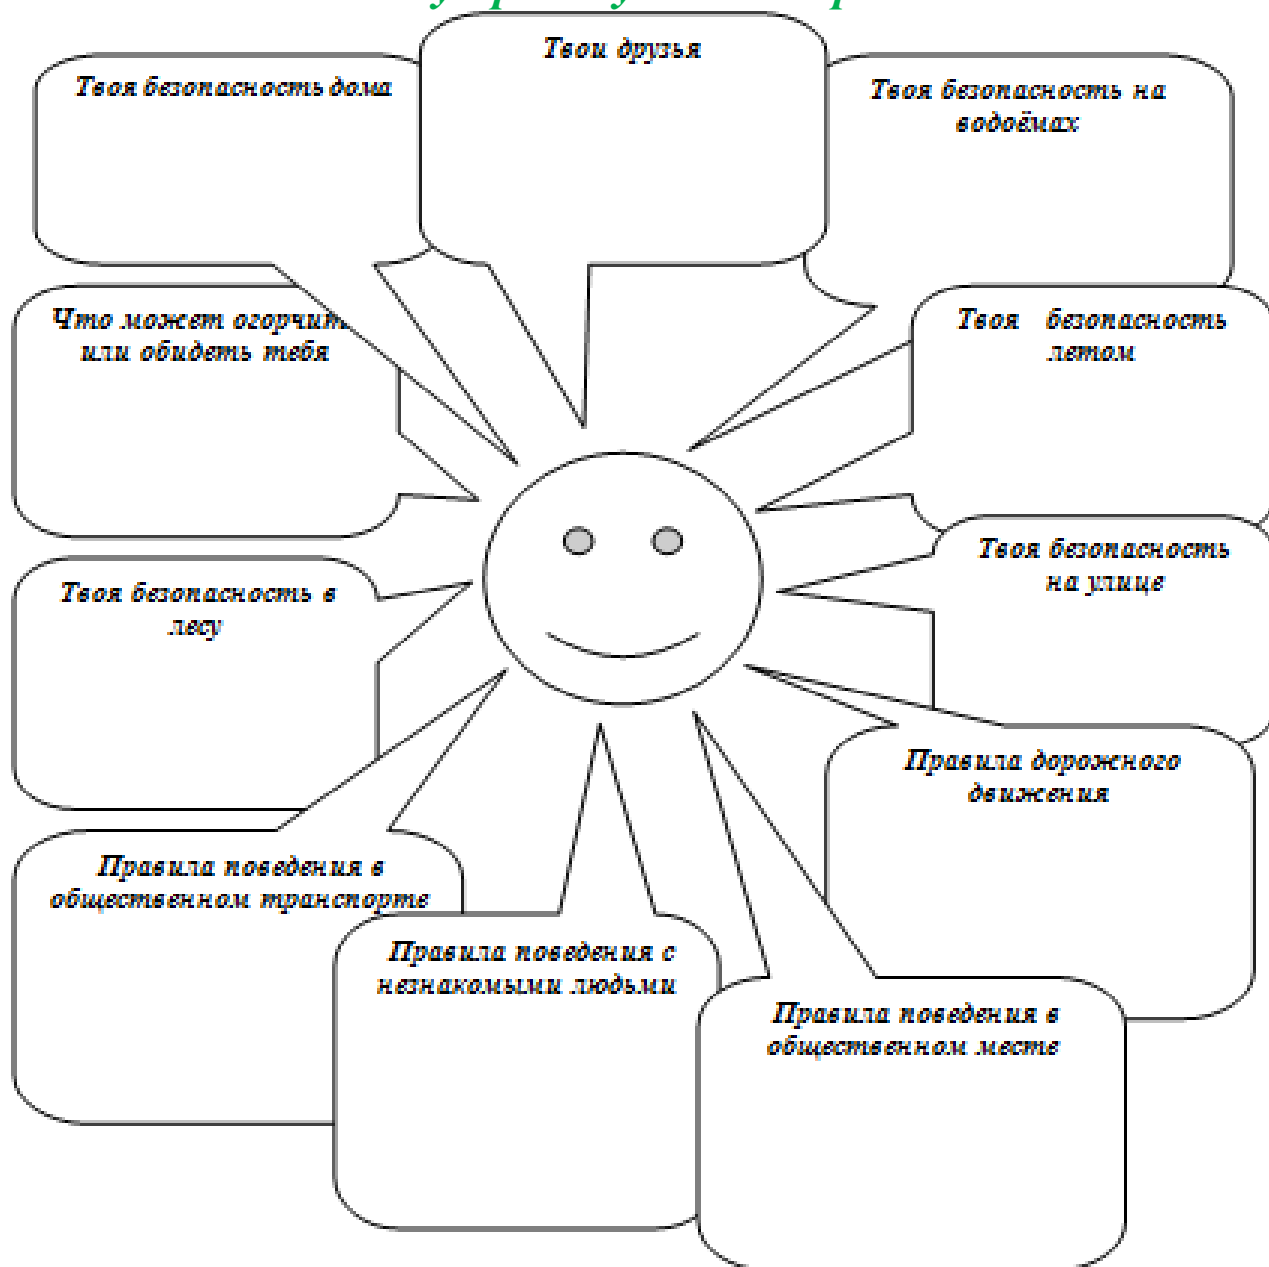 Твои друзья
Твоя безопасность дома
Твоя безопасность на
водоёмах
Что может огорчить
или обидеть тебя
Твоя безопасность
летом
Твоя безопасность
на улице
Твоя безопасность в
лесу
Правила дорожного
движения
Правила поведения в
общественном транспорте
Правила поведения с
незнакомыми людьми
Правила поведения в
общественном месте